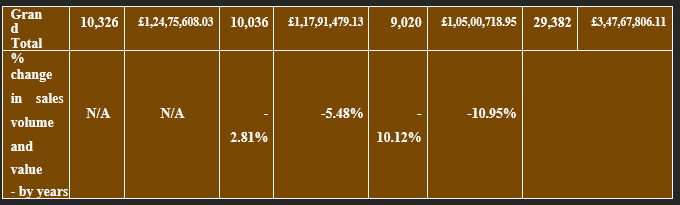 Gran
d
Total
10,326
£1,24,75,608.03
10,036
£1,17,91,479.13
9,020
£1,05,00,718.95
29,382
£3,47,67,806.11
%
change
in sales
volume
and
value
- by years
N/A
N/A
-
2.81%
-5.48%
-
10.12%
-10.95%